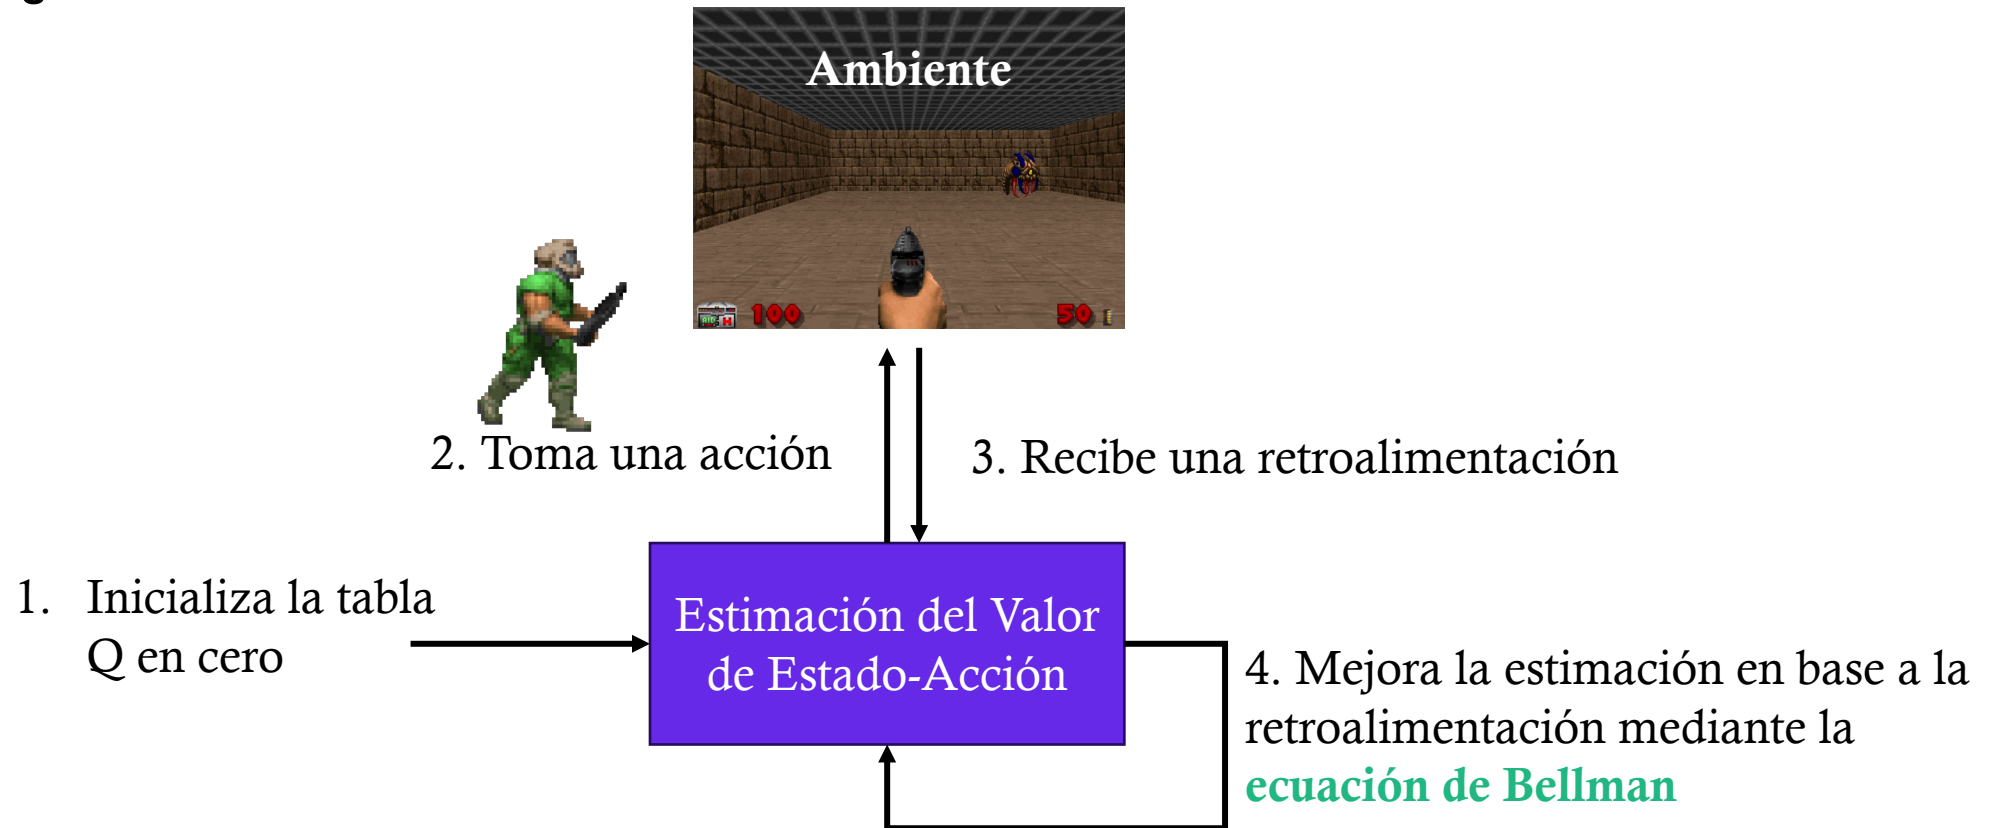 Ambiente
100
50
2. Toma una acción
3. Recibe una retroalimentación
1. Inicializa la tabla
Q en cero
Estimación del Valor
de Estado-Acción
4. Mejora la estimación en base a la
retroalimentación mediante la
ecuación de Bellman